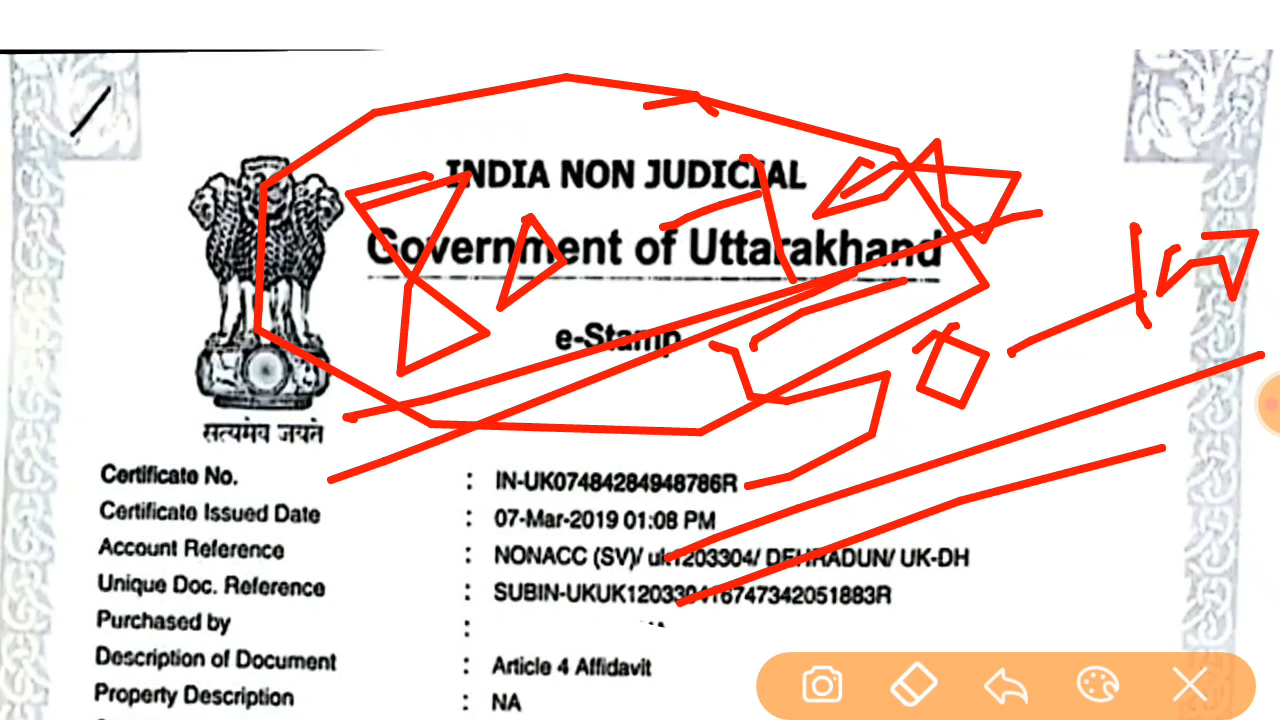 INDIA NON JUDICIAL
Government of Uttarakhand
e-Stamp
सत्यमेव जयते
Certificate No. : IN-UK07484284948786R
Certificate Issued Date : 07-Mar-2019 01:08 PM
Account Reference : NONACC (SV)/ uk1203304/ DEHRADUN/ UK-DH
Unique Doc. Reference : SUBIN-UKUK120330416747342051883R
Purchased by :
Description of Document : Article 4 Affidavit
Property Description : NA